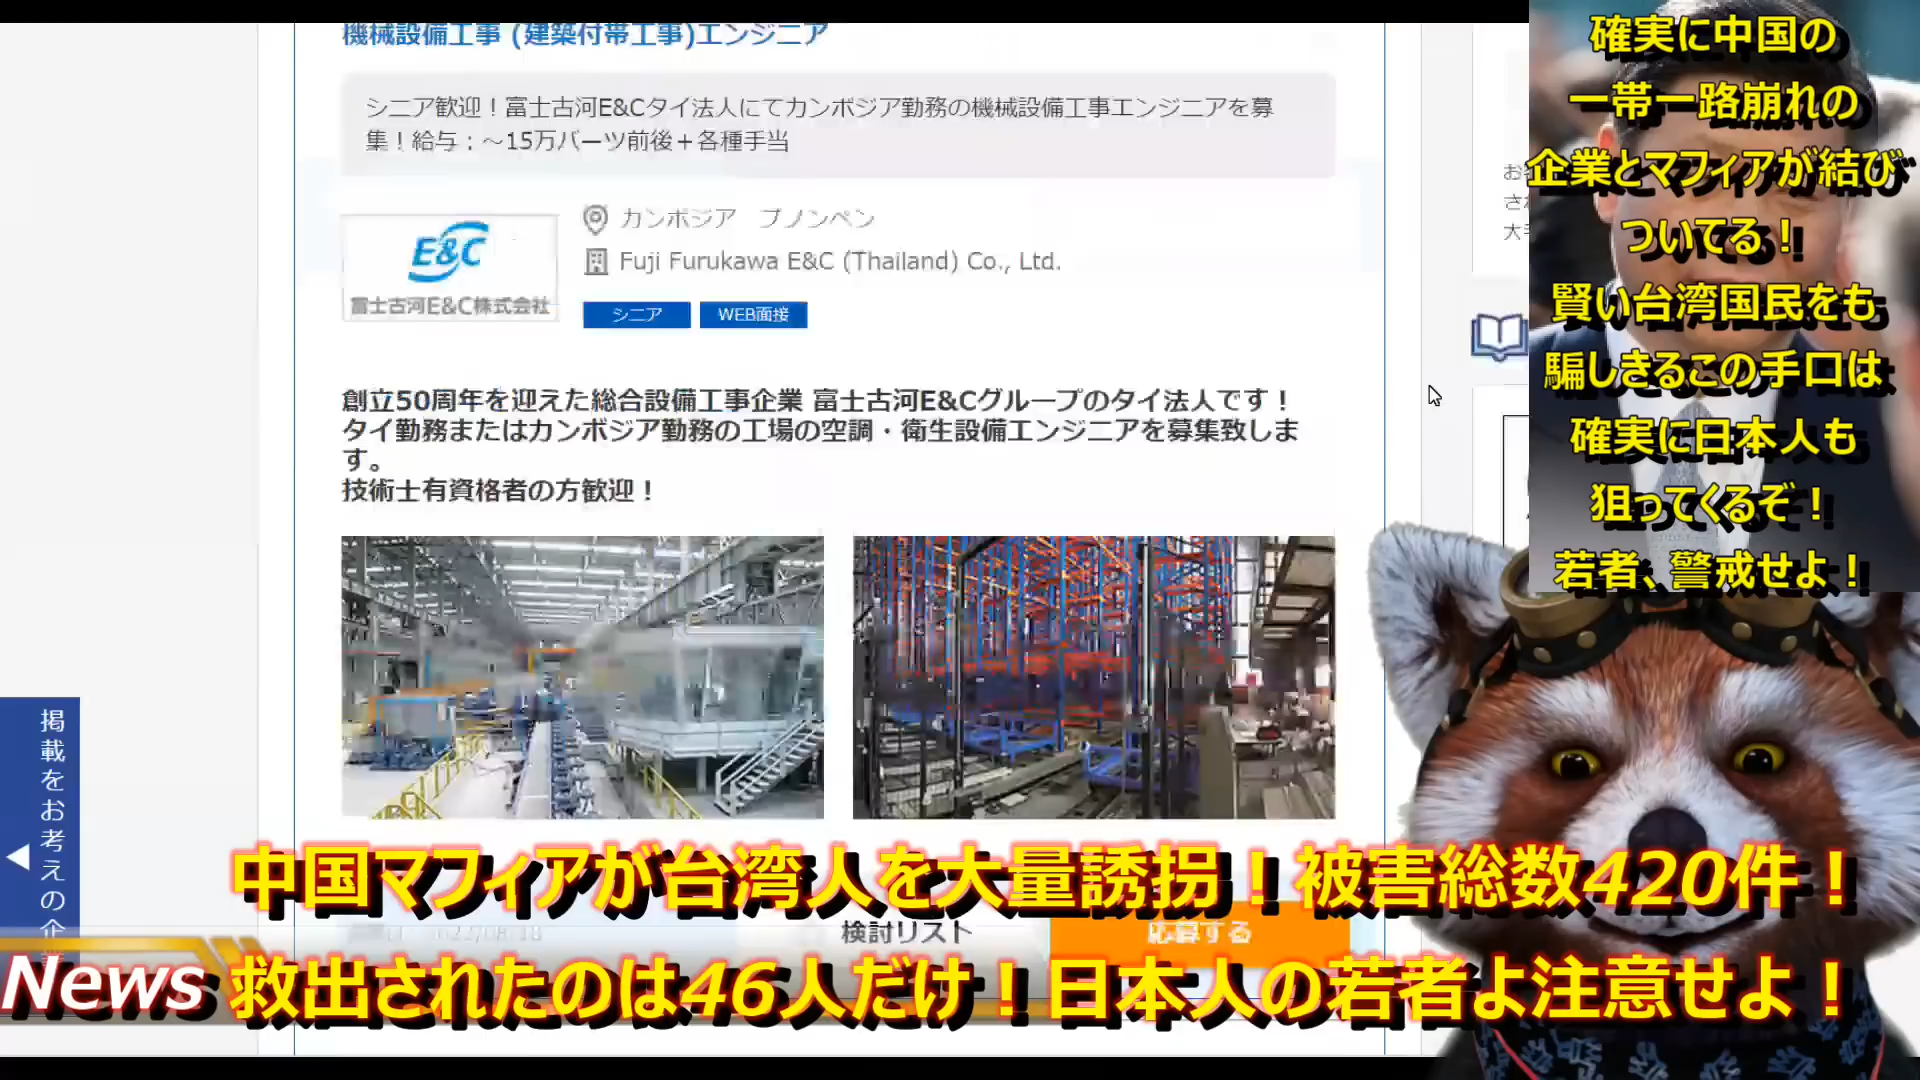 機械設備工事 (建築付帯工事)エンジニア
シニア歓迎！富士古河E&Cタイ法人にてカンボジア勤務の機械設備工事エンジニアを募
集！給与：～15万バーツ前後＋各種手当
E&C
富士古河E&C株式会社
カンボジア　プノンペン
Fuji Furukawa E&C (Thailand) Co., Ltd.
シニア
WEB面接
創立50周年を迎えた総合設備工事企業 富士古河E&Cグループのタイ法人です！
タイ勤務またはカンボジア勤務の工場の空調・衛生設備エンジニアを募集致しま
す。
技術士有資格者の方歓迎！
確実に中国の
一帯一路崩れの
企業とマフィアが結び
ついてる！
賢い台湾国民をも
騙しきるこの手口は
確実に日本人も
狙ってくるぞ！
若者、警戒せよ！
掲載をお考えの企
検討リスト
応募する
中国マフィアが台湾人を大量誘拐！被害総数420件！
News
救出されたのは46人だけ！日本人の若者よ注意せよ！